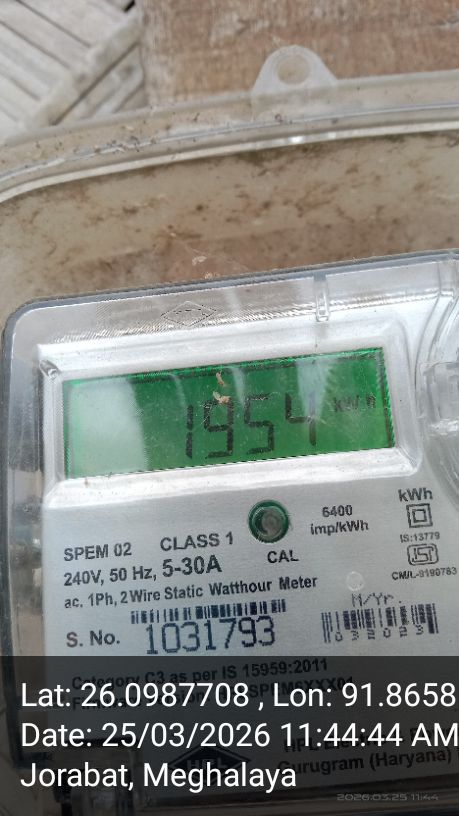 1954 kWh
kWh
6400
imp/kWh
IS:13779
CM/L-9190783
SPEM 02 CLASS 1
CAL
240V, 50 Hz, 5-30A
ac. 1Ph, 2 Wire Static Watthour Meter
M/Yr.
S. No. 1031793
032023
Category C3 as per IS 15959:2011
Lat: 26.0987708 , Lon: 91.8658
Date: 25/03/2026 11:44:44 AM
HPL
Gurugram (Haryana)
Jorabat, Meghalaya
2026.03.25 11:44